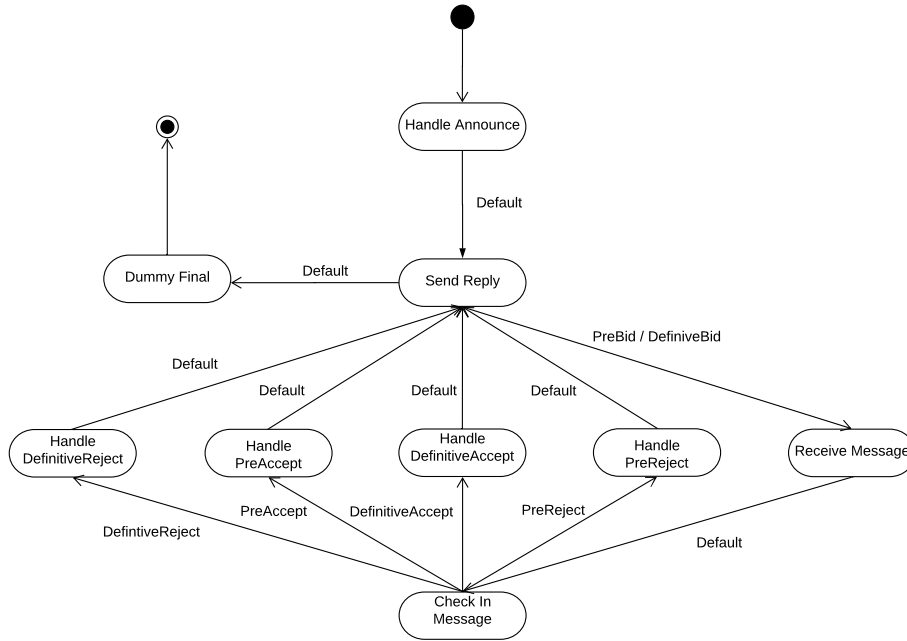 Handle Announce
Default
Dummy Final
Default
Send Reply
PreBid / DefiniveBid
Default
Default
Default
Default
Handle
DefinitiveReject
Handle
PreAccept
Handle
DefinitiveAccept
Handle
PreReject
Receive Message
DefintiveReject
PreAccept
DefinitiveAccept
PreReject
Default
Check In
Message